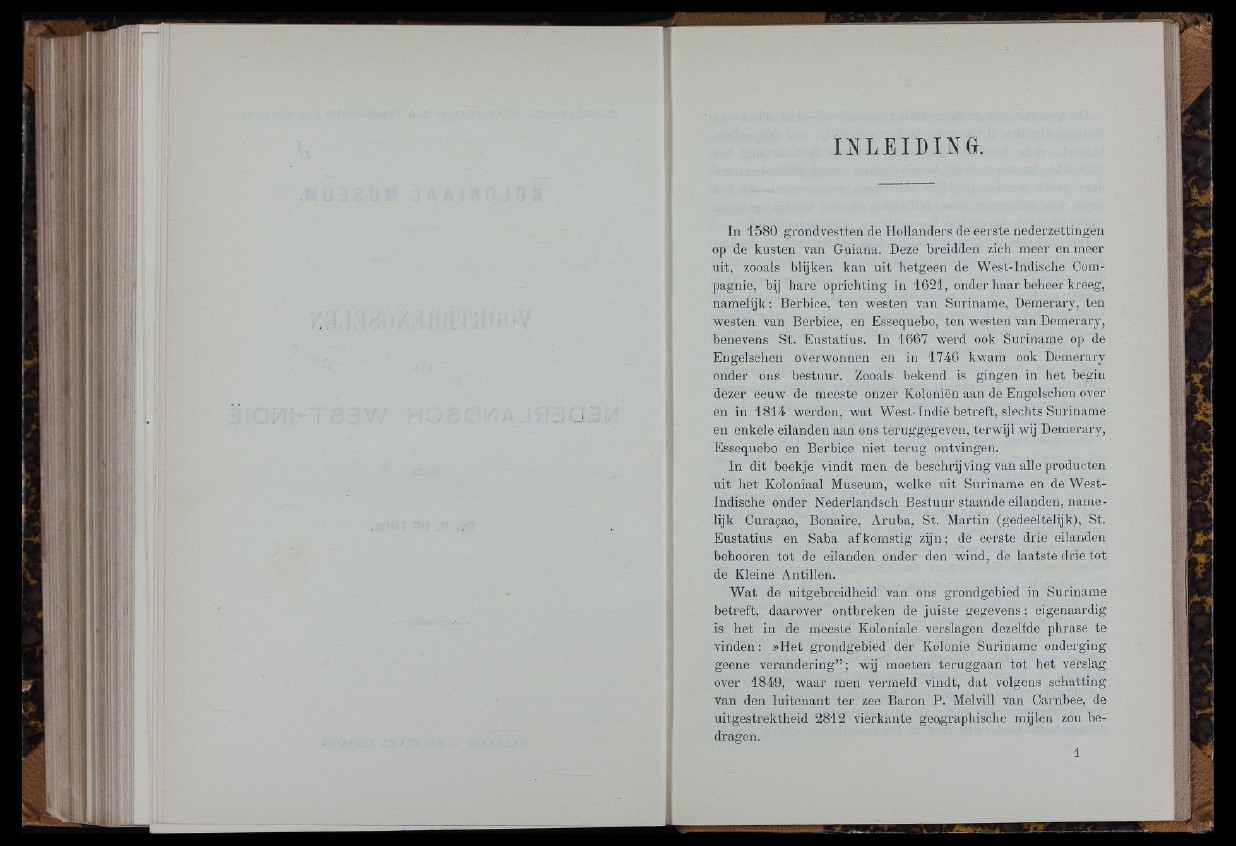 INLEIDING.
In 1580 grondvestten de Hollanders de eerste nederzettingen
op de kusten van Guiana. Deze breidden zich meer en meer
uit, zooals blijken kan uit hetgeen de West-Indische Com-
pagnie, bij hare oprichting in 1621, onder haar beheer kreeg,
namelijk: Berbice, ten westen van Suriname, Demerary, ten
westen van Berbice, en Essequebo, ten westen van Demerary,
benevens St. Eustatius. In 1667 werd ook Suriname op de
Engelschen overwonnen en in 1746 kwam ook Demerary
onder ons bestuur. Zooals bekend is gingen in het begin
dezer eeuw de meeste onzer Koloniën aan de Engelschen over
en in 1814 werden, wat West-Indië betreft, slechts Suriname
en enkele eilanden aan ons teruggegeven, terwijl wij Demerary,
Essequebo en Berbice niet terug ontvingen.
In dit boekje vindt men de beschrijving van alle producten
uit het Koloniaal Museum, welke uit Suriname en de West-
Indische onder Nederlandsch Bestuur staande eilanden, name-
lijk Curaçao, Bonaire, Aruba, St. Martin (gedeeltelijk), St.
Eustatius en Saba afkomstig zijn; de eerste drie eilanden
behooren tot de eilanden onder den wind, de laatste drie tot
de Kleine Antillen.
Wat de uitgebreidheid van ons grondgebied in Suriname
betreft, daarover ontbreken de juiste gegevens; eigenaardig
is het in de meeste Koloniale verslagen dezelfde phrase te
vinden: »Het grondgebied der Kolonie Suriname onderging
geene verandering"; wij moeten teruggaan tot het verslag
over 1849, waar men vermeld vindt, dat volgens schatting
van den luitenant ter zee Baron P. Melvill van Carnbee, de
uitgestrektheid 2812 vierkante geographische mijlen zou be-
dragen.
1
KOLONIAAL MUSEUM.
VOORTBRENGSELEN
VAN
NEDERLANDSCH WEST-INDIË
DOOR
Dr. D. DE LOOS.